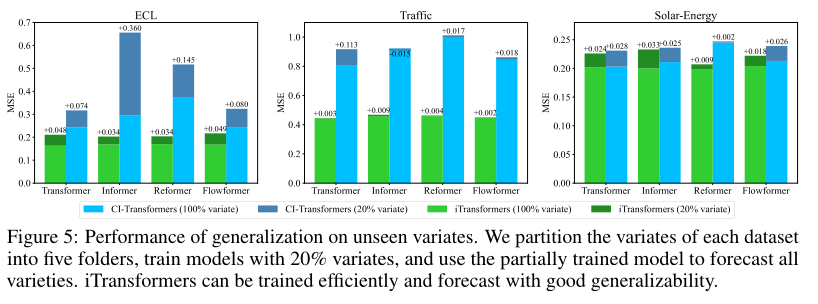 ECL
Traffic
Solar-Energy
MSE
0.7
0.6
0.5
0.4
0.3
0.2
0.1
0.0
+0.048
+0.074
+0.034
+0.360
+0.034
+0.145
+0.049
+0.080
Transformer
Informer
Reformer
Flowformer
MSE
1.0
0.8
0.6
0.4
0.2
0.0
+0.003
+0.113
+0.009
-0.015
+0.004
+0.017
+0.002
+0.018
Transformer
Informer
Reformer
Flowformer
MSE
0.25
0.20
0.15
0.10
0.05
0.00
+0.024
+0.028
+0.033
+0.025
+0.009
+0.002
+0.018
+0.026
Transformer
Informer
Reformer
Flowformer
CI-Transformers (100% variate)
CI-Transformers (20% variate)
iTransformers (100% variate)
iTransformers (20% variate)
Figure 5: Performance of generalization on unseen variates. We partition the variates of each dataset
into five folders, train models with 20% variates, and use the partially trained model to forecast all
varieties. iTransformers can be trained efficiently and forecast with good generalizability.